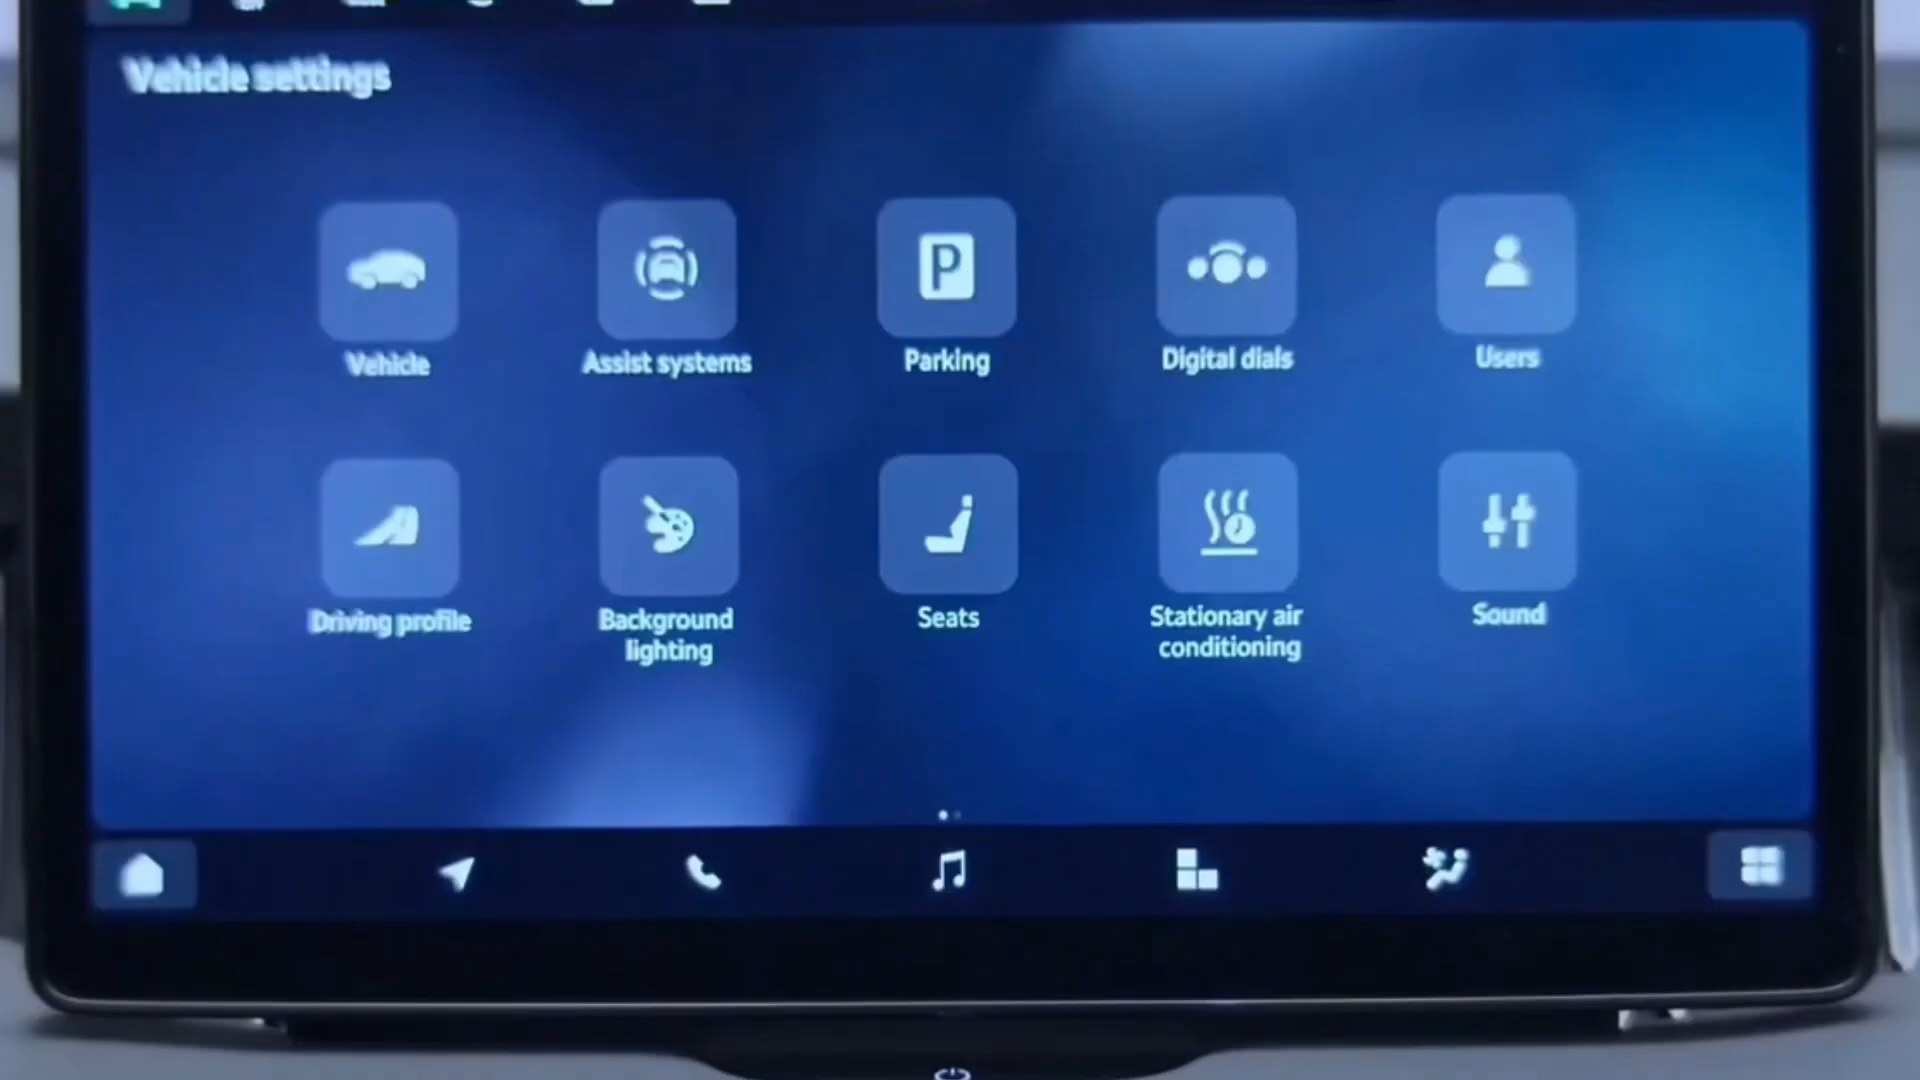 Vehicle settings
Vehicle
Assist systems
P
Parking
Digital dials
Users
Driving profile
Background
lighting
Seats
Stationary air
conditioning
Sound